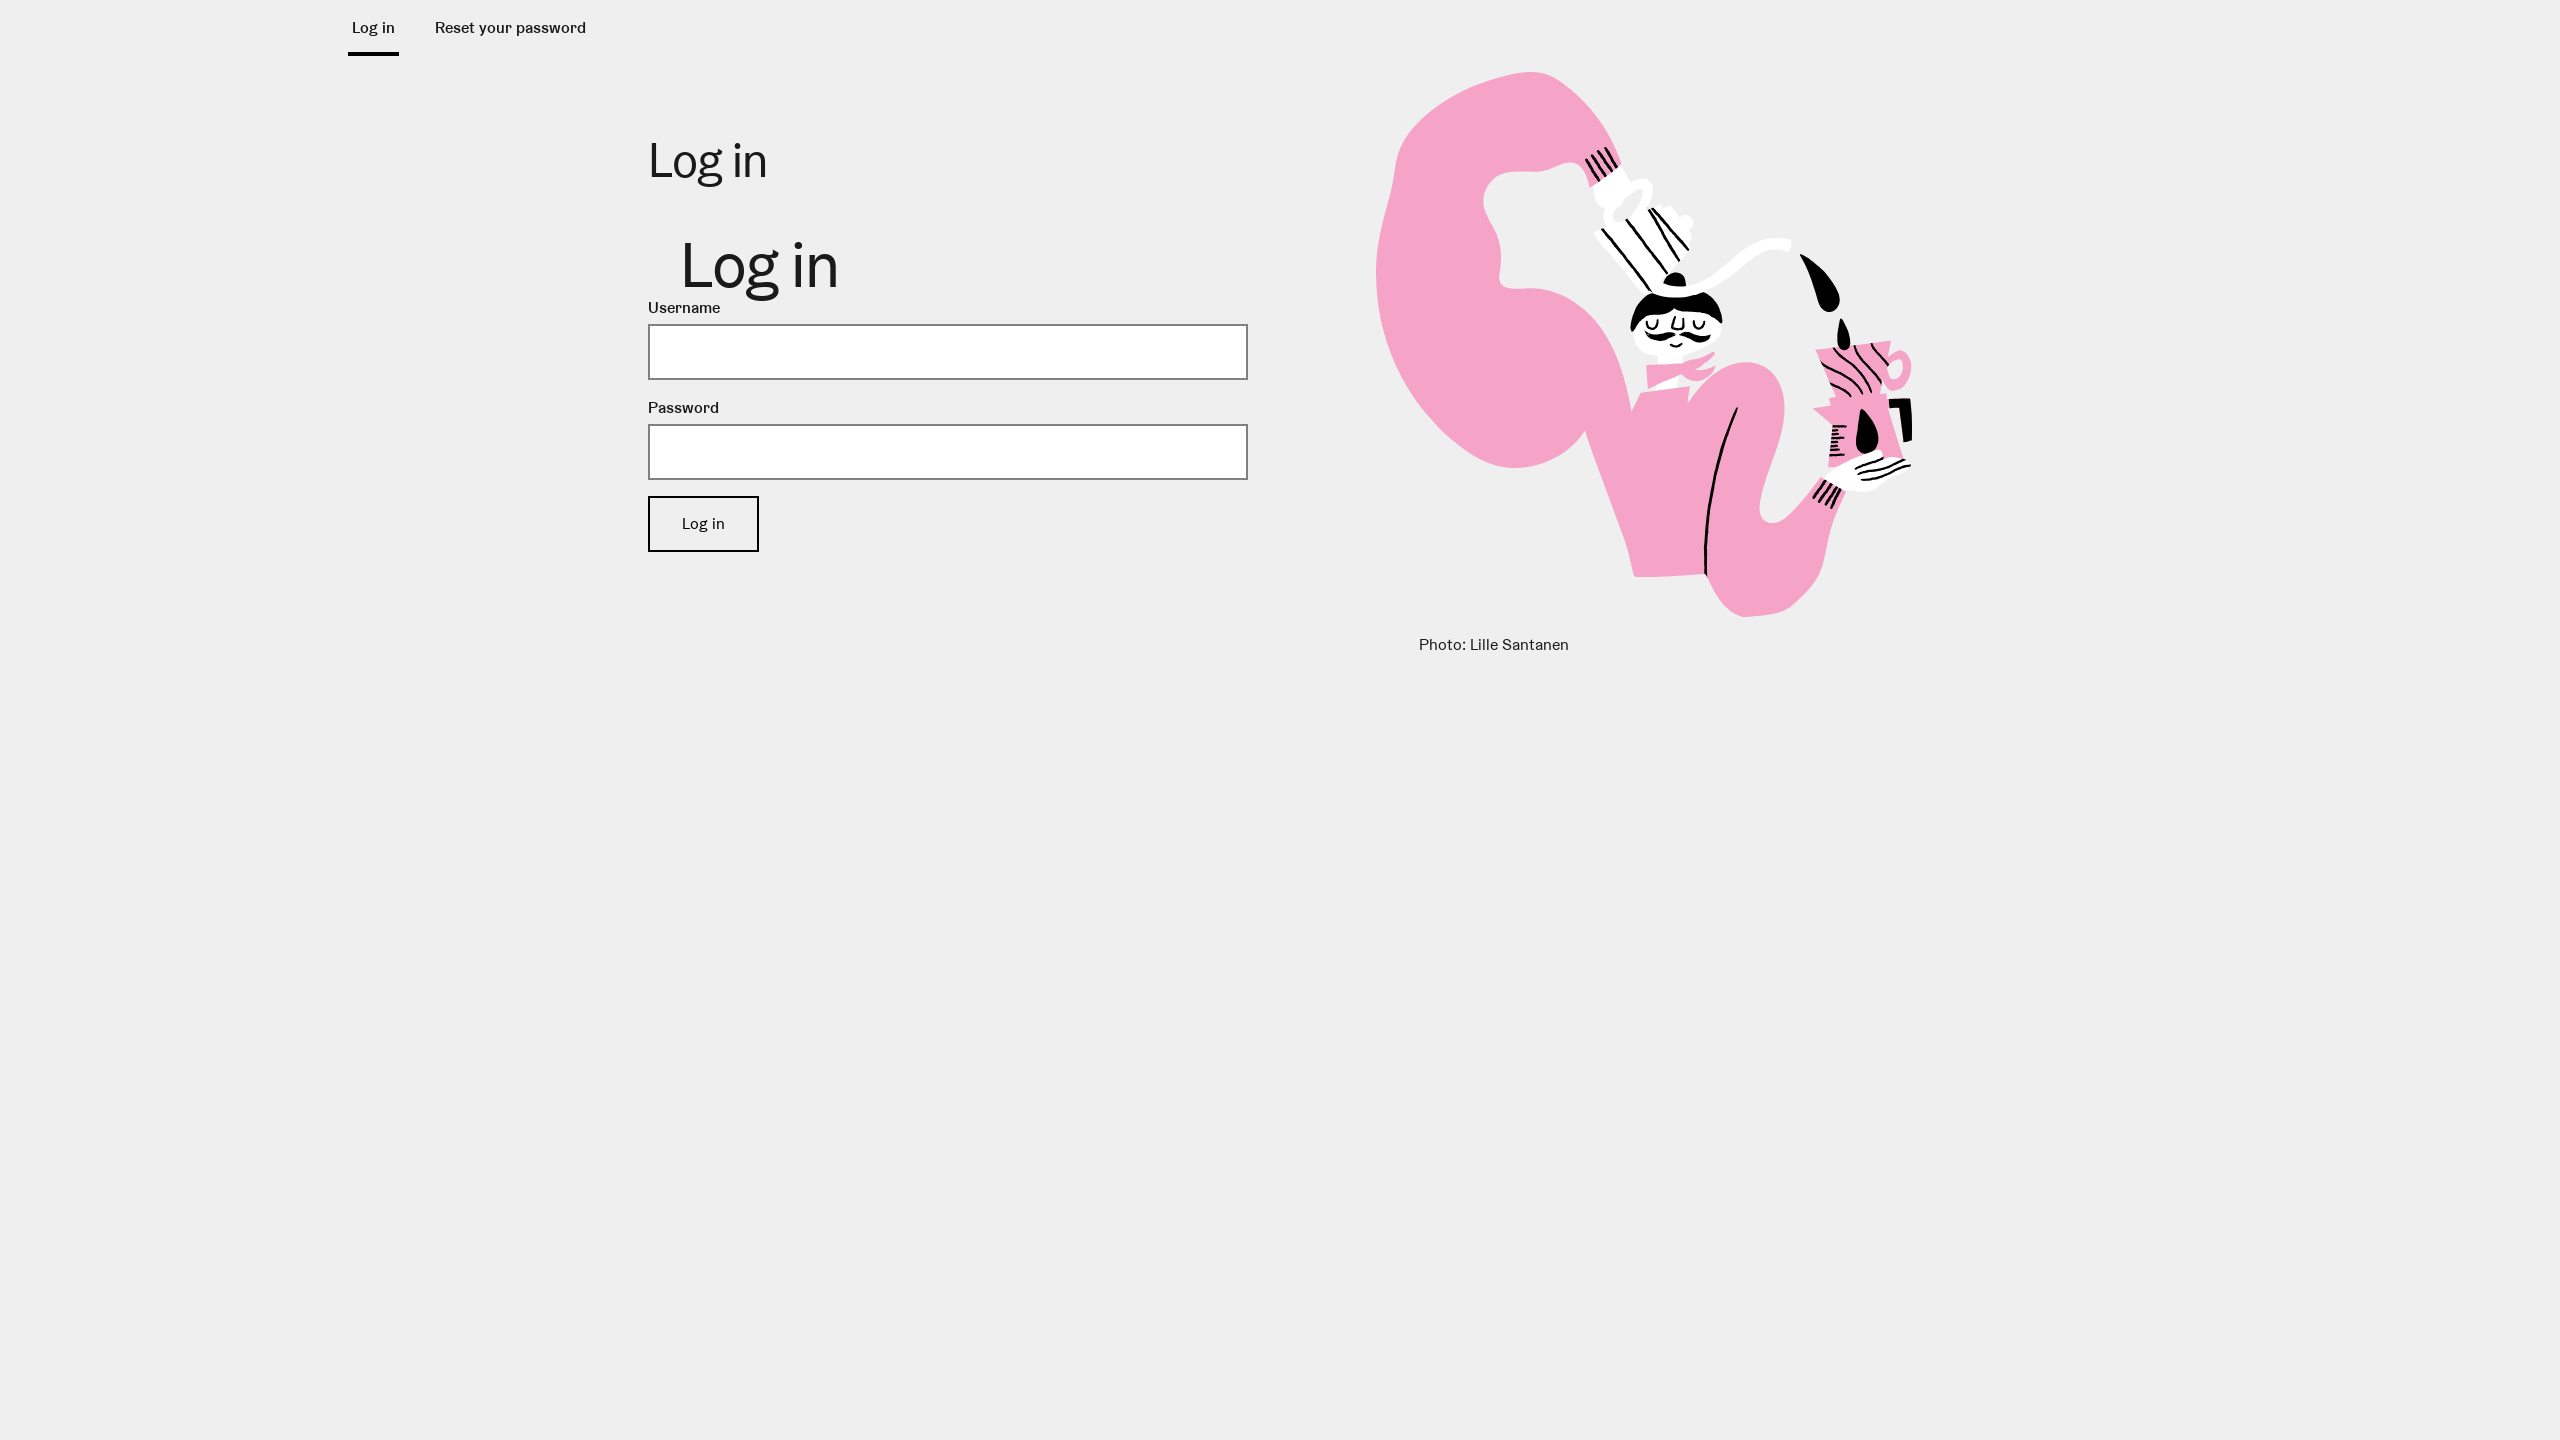 Log in
Reset your password
Log in
Log in
Username
Password
Log in
Photo: Lille Santanen